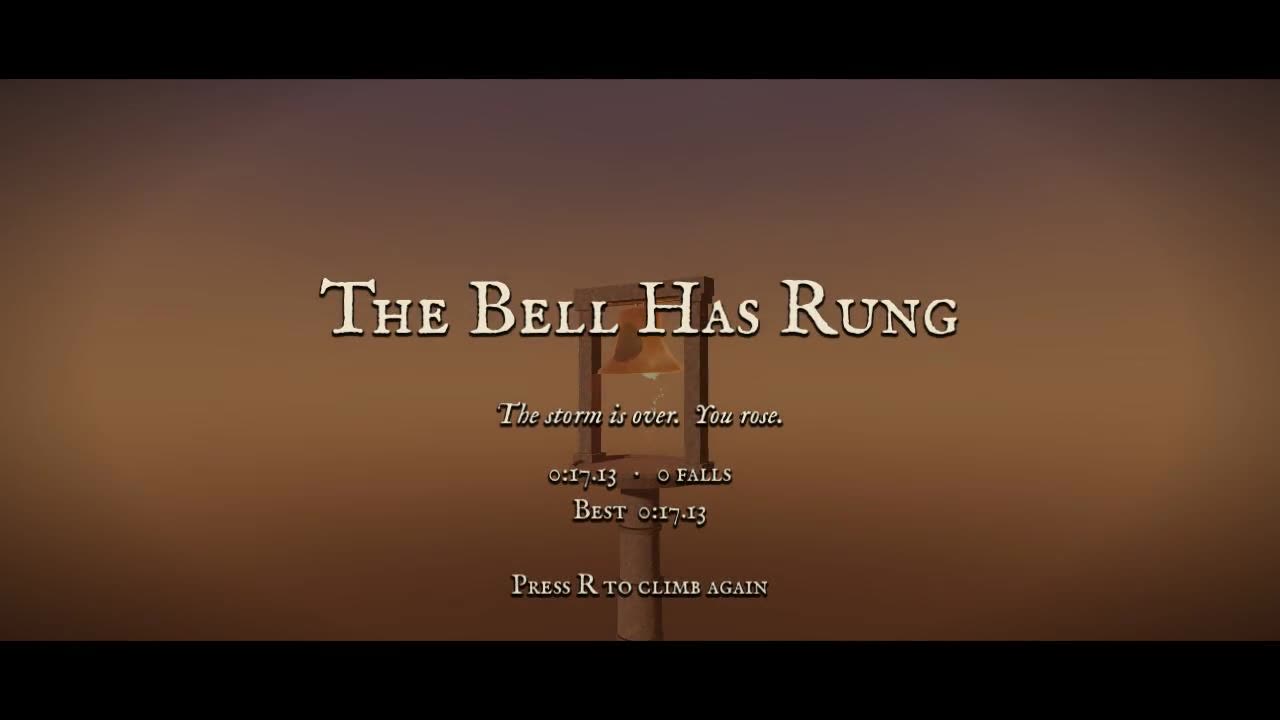 The Bell Has Rung
The storm is over. You rose.
0:17.13 · 0 falls
Best 0:17.13
Press R to climb again